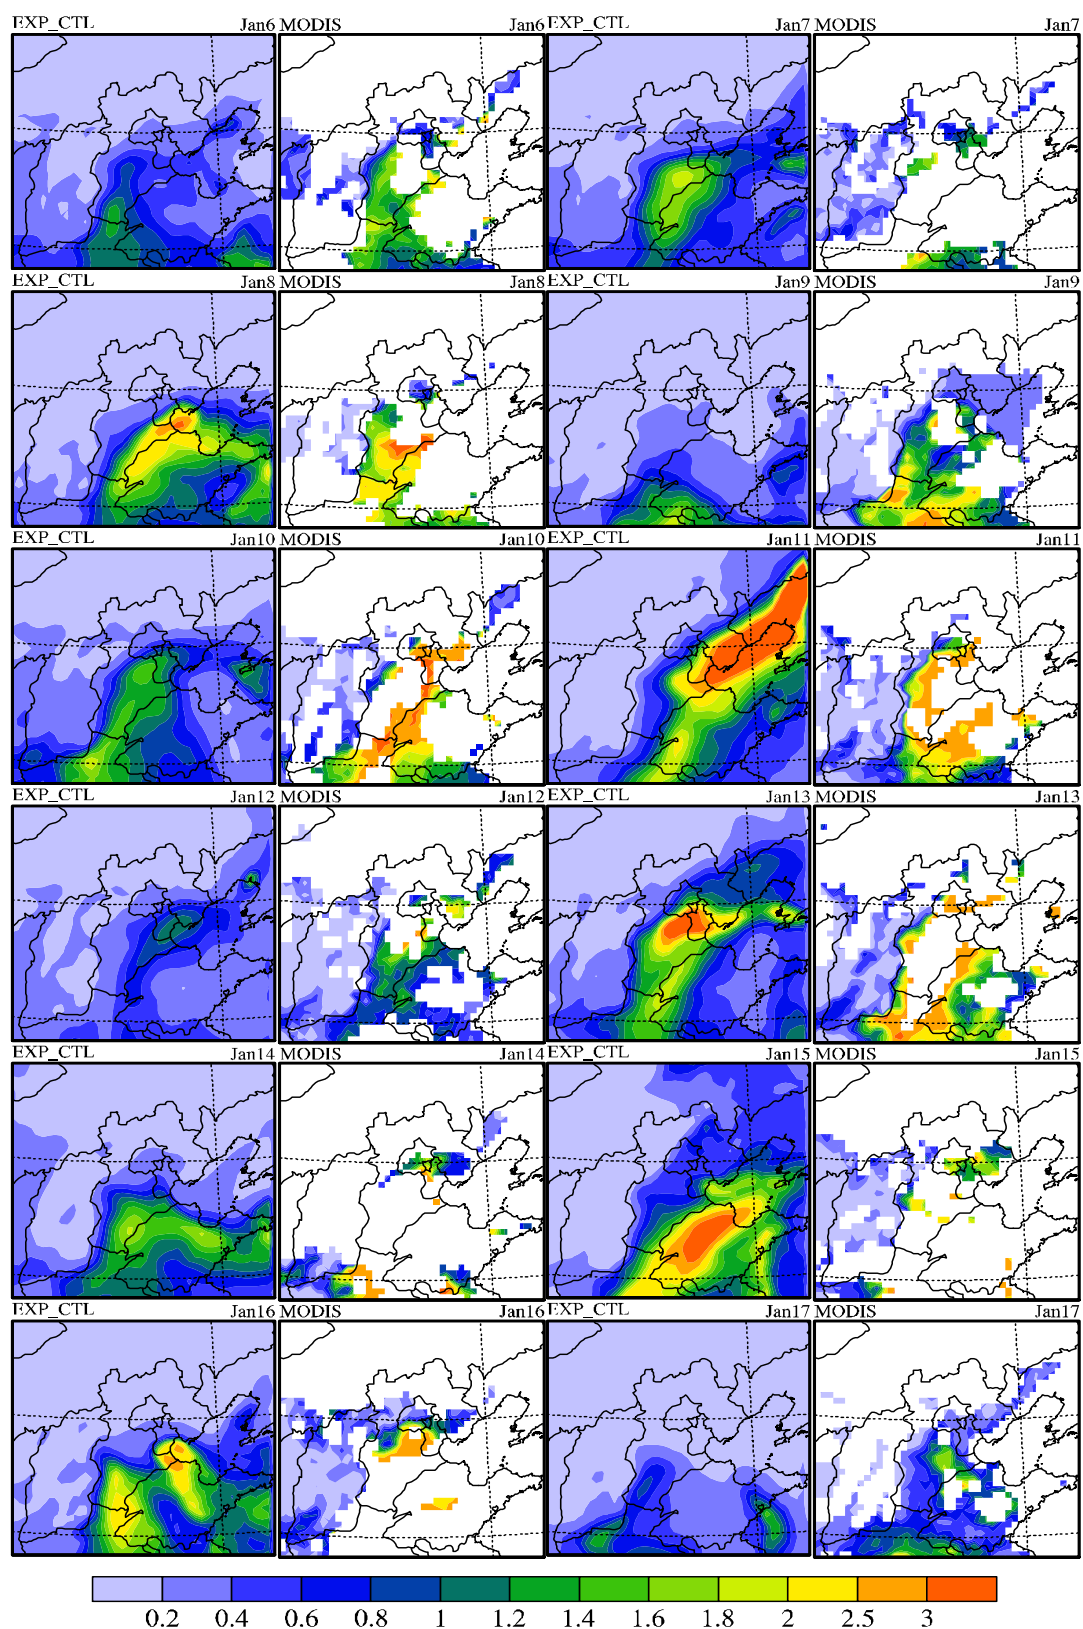 EXP_CTL Jan6 MODIS Jan6 EXP_CTL Jan7 MODIS Jan7
EXP_CTL Jan8 MODIS Jan8 EXP_CTL Jan9 MODIS Jan9
EXP_CTL Jan10 MODIS Jan10 EXP_CTL Jan11 MODIS Jan11
EXP_CTL Jan12 MODIS Jan12 EXP_CTL Jan13 MODIS Jan13
EXP_CTL Jan14 MODIS Jan14 EXP_CTL Jan15 MODIS Jan15
EXP_CTL Jan16 MODIS Jan16 EXP_CTL Jan17 MODIS Jan17
0.2 0.4 0.6 0.8 1 1.2 1.4 1.6 1.8 2 2.5 3